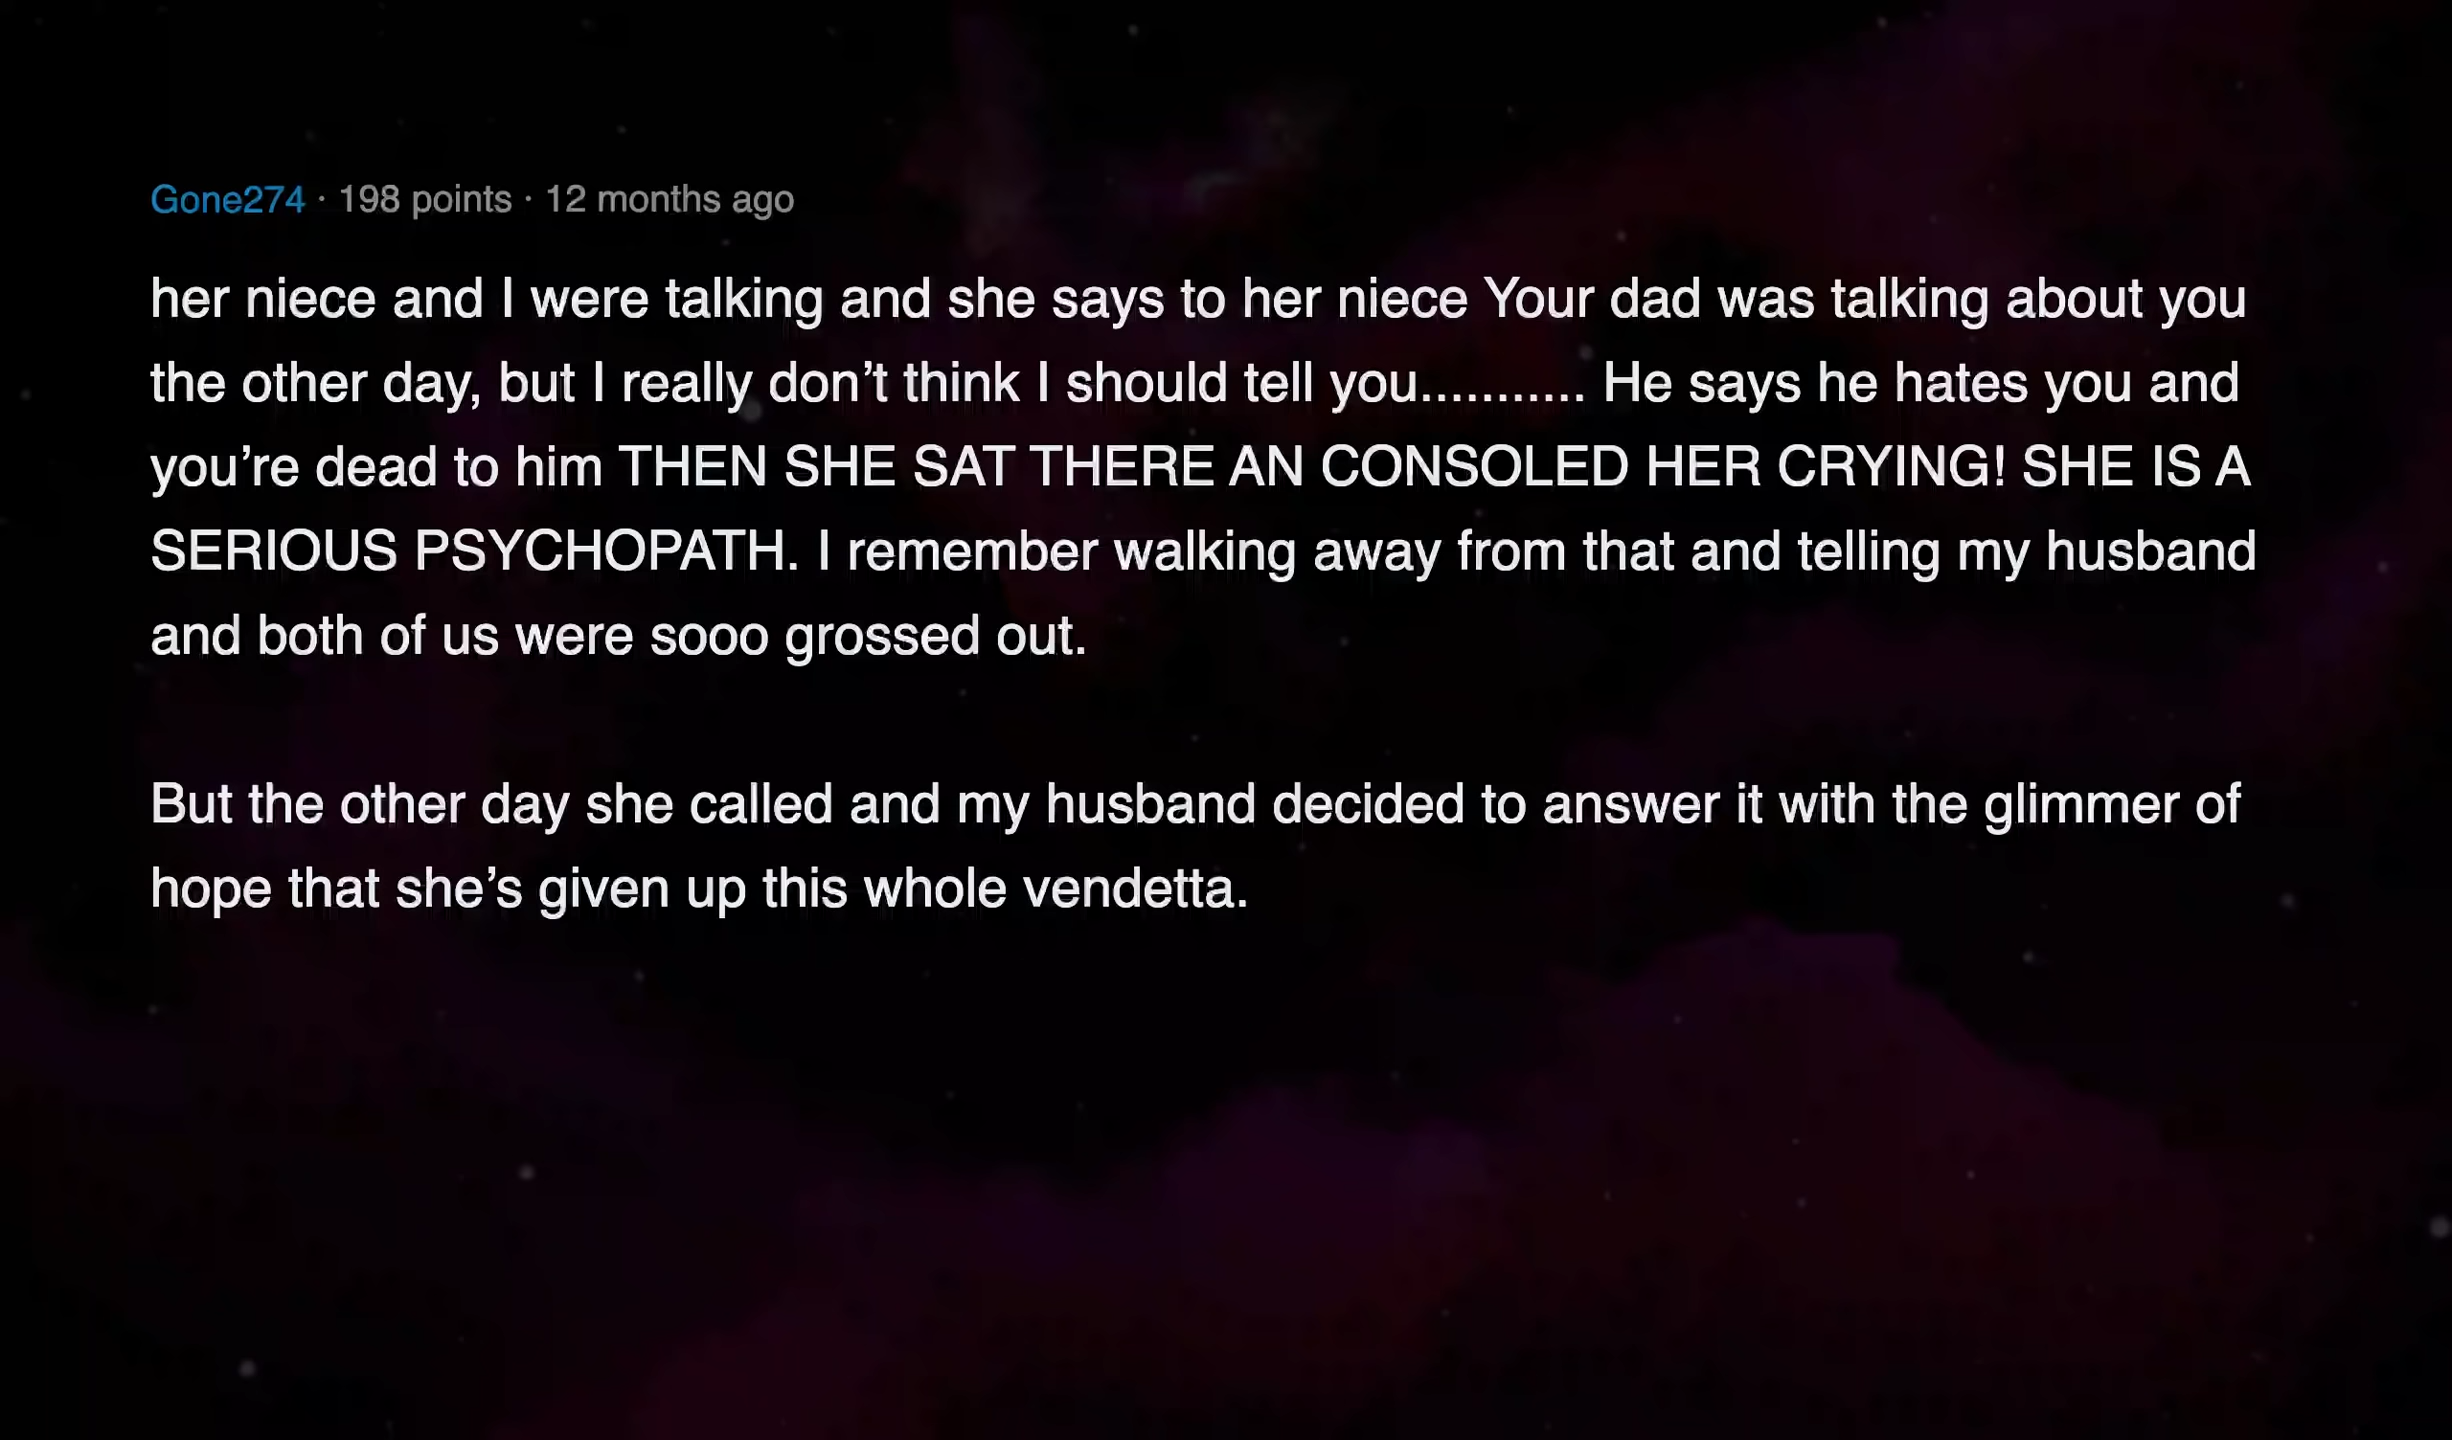 Gone274 · 198 points · 12 months ago
her niece and I were talking and she says to her niece Your dad was talking about you
the other day, but I really don’t think I should tell you........... He says he hates you and
you’re dead to him THEN SHE SAT THERE AN CONSOLED HER CRYING! SHE IS A
SERIOUS PSYCHOPATH. I remember walking away from that and telling my husband
and both of us were sooo grossed out.
But the other day she called and my husband decided to answer it with the glimmer of
hope that she’s given up this whole vendetta.